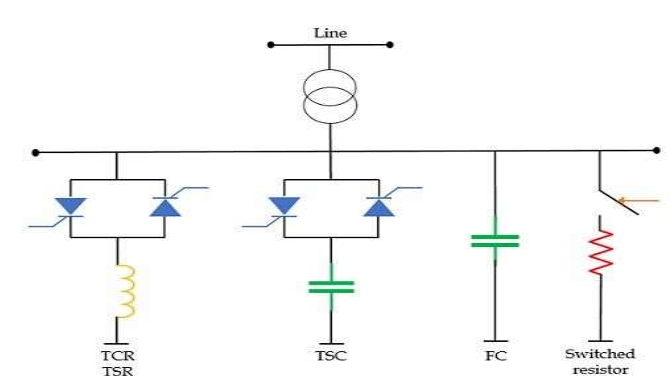 Line
TCR
TSR
TSC
FC
Switched
resistor